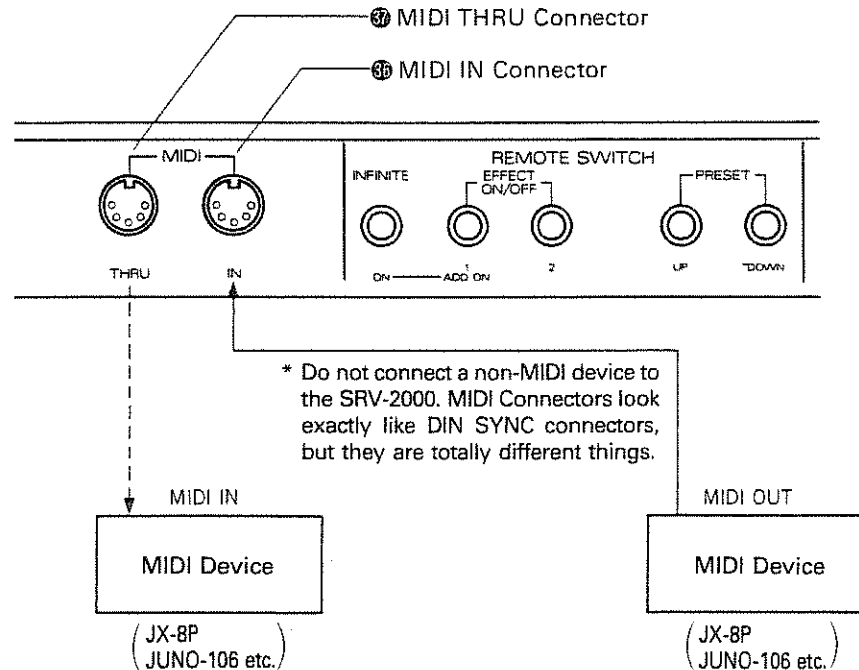 ㊲ MIDI THRU Connector
㊱ MIDI IN Connector
MIDI
REMOTE SWITCH
INFINITE
EFFECT
ON/OFF
PRESET
THRU
IN
ON
ADD ON
1
2
UP
DOWN
* Do not connect a non-MIDI device to
the SRV-2000. MIDI Connectors look
exactly like DIN SYNC connectors,
but they are totally different things.
MIDI IN
MIDI OUT
MIDI Device
MIDI Device
(JX-8P
JUNO-106 etc.)
(JX-8P
JUNO-106 etc.)